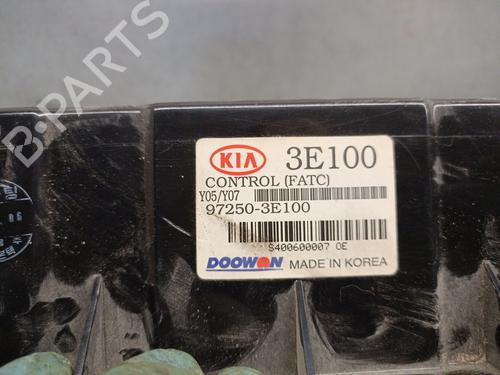 B-PARTS
KIA 3E100
CONTROL (FATC)
Y05/Y07
97250-3E100
S400600007 0E
DOOWON MADE IN KOREA